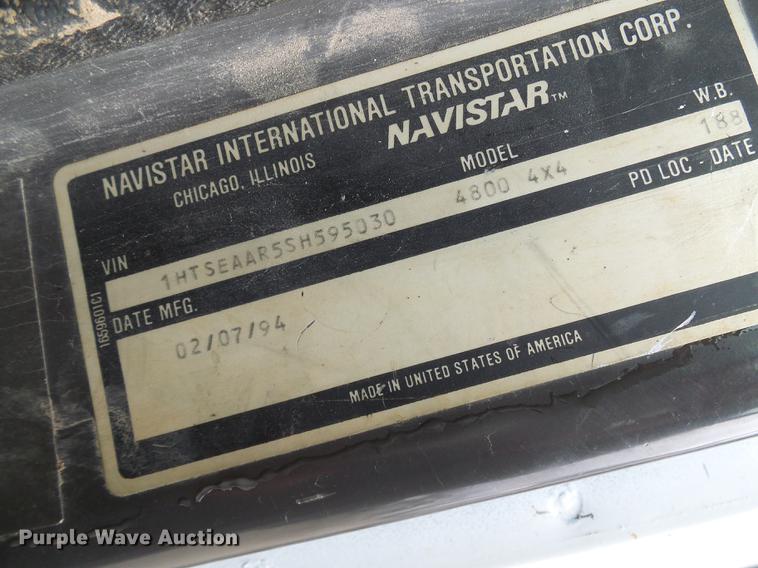 NAVISTAR INTERNATIONAL TRANSPORTATION CORP.
CHICAGO, ILLINOIS
NAVISTAR™
VIN
MODEL
W.B.
1HTSEAAR5SH595030
4800 4X4
188
DATE MFG.
PD LOC - DATE
02/07/94
MADE IN UNITED STATES OF AMERICA
1659601C1
Purple Wave Auction